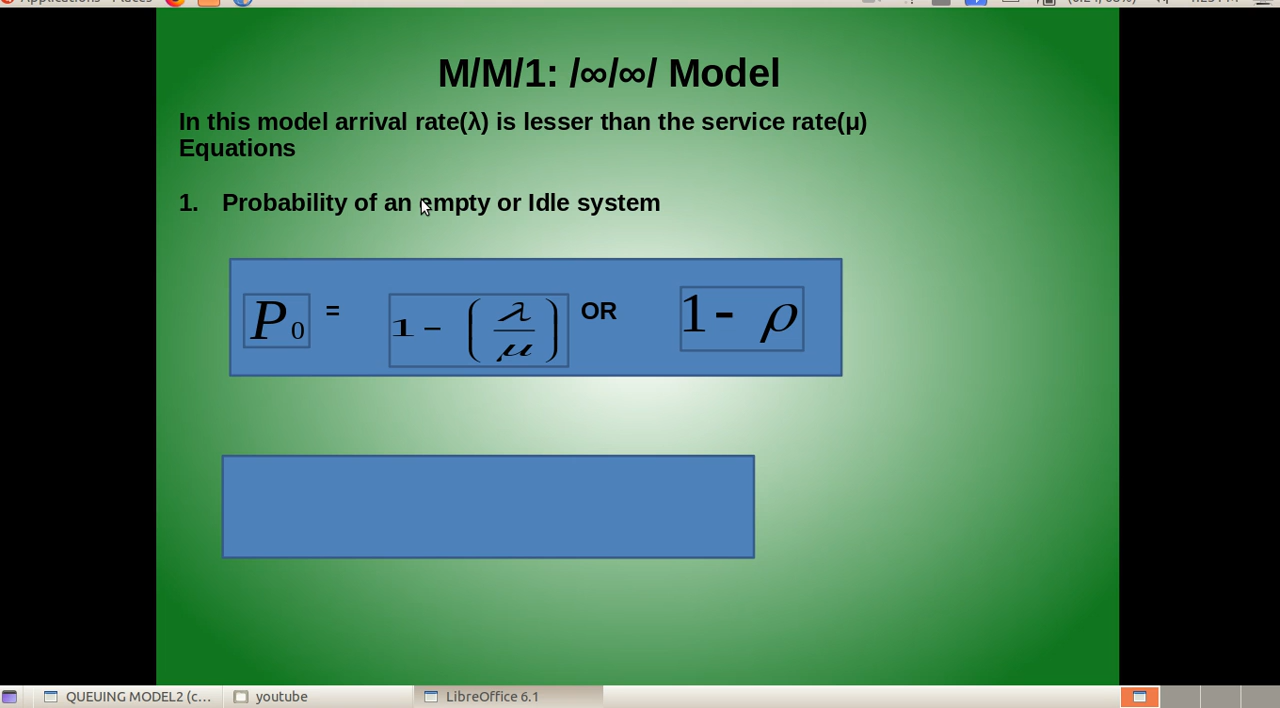 M/M/1: /∞/∞/ Model
In this model arrival rate(λ) is lesser than the service rate(μ)
Equations
1. Probability of an empty or Idle system
P₀ = 1 − (λ/μ) OR 1- ρ
QUEUING MODEL2 (c... youtube LibreOffice 6.1